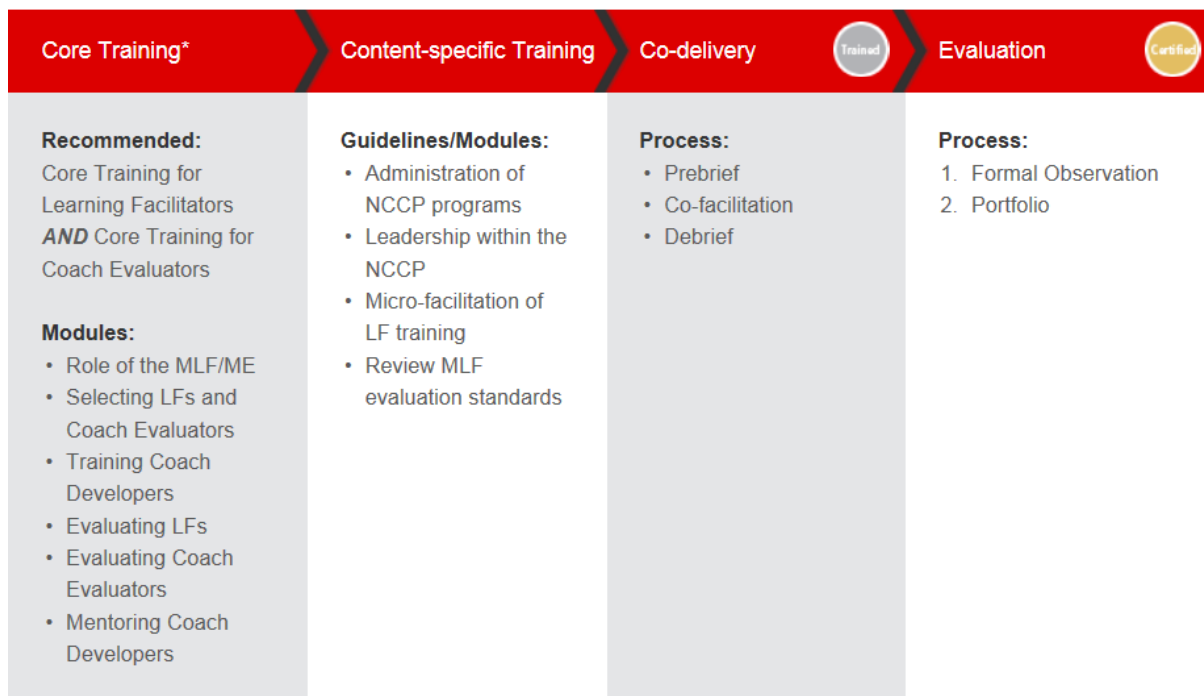 Core Training*
Content-specific Training
Co-delivery
Trained
Evaluation
Certified
Recommended:
Core Training for
Learning Facilitators
AND Core Training for
Coach Evaluators
Modules:
• Role of the MLF/ME
• Selecting LFs and
Coach Evaluators
• Training Coach
Developers
• Evaluating LFs
• Evaluating Coach
Evaluators
• Mentoring Coach
Developers
Guidelines/Modules:
• Administration of
NCCP programs
• Leadership within the
NCCP
• Micro-facilitation of
LF training
• Review MLF
evaluation standards
Process:
• Prebrief
• Co-facilitation
• Debrief
Process:
1. Formal Observation
2. Portfolio